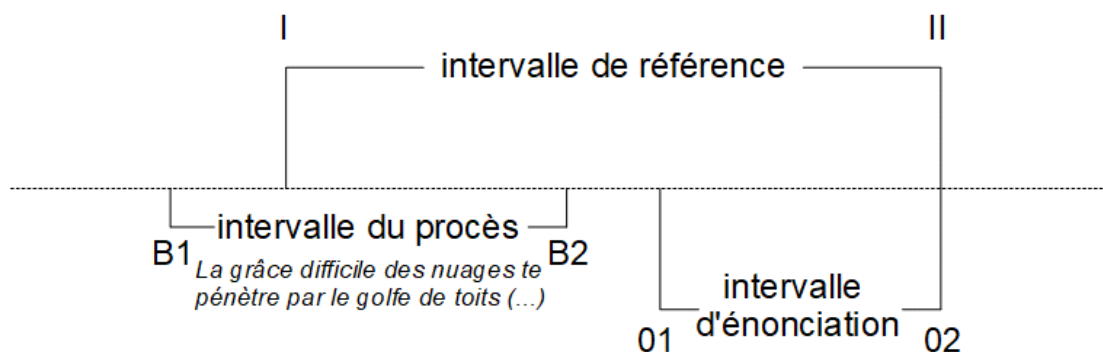 I II
intervalle de référence
intervalle du procès
B1 B2
La grâce difficile des nuages te
pénètre par le golfe de toits (...)
intervalle
d'énonciation
01 02